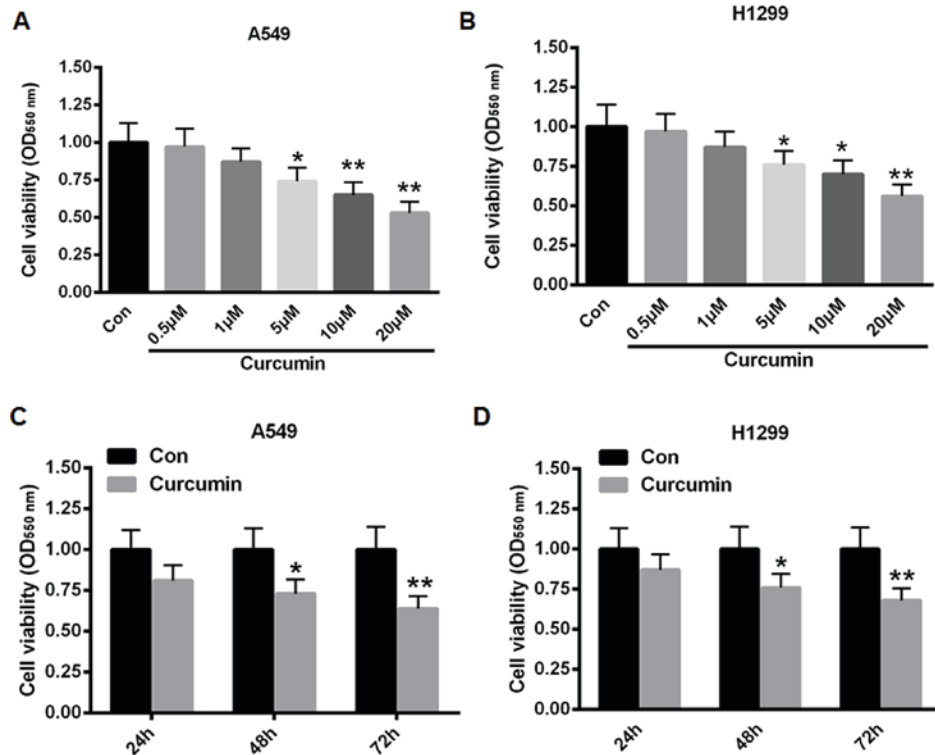 A
A549
Cell viability (OD550 nm)
1.50
1.25
1.00
0.75
0.50
0.25
0.00
* ** **
Con 0.5μM 1μM 5μM 10μM 20μM
Curcumin
B
H1299
Cell viability (OD550 nm)
1.50
1.25
1.00
0.75
0.50
0.25
0.00
* * **
Con 0.5μM 1μM 5μM 10μM 20μM
Curcumin
C
A549
Con
Curcumin
Cell viability (OD550 nm)
1.50
1.25
1.00
0.75
0.50
0.25
0.00
* **
24h 48h 72h
D
H1299
Con
Curcumin
Cell viability (OD550 nm)
1.50
1.25
1.00
0.75
0.50
0.25
0.00
* **
24h 48h 72h